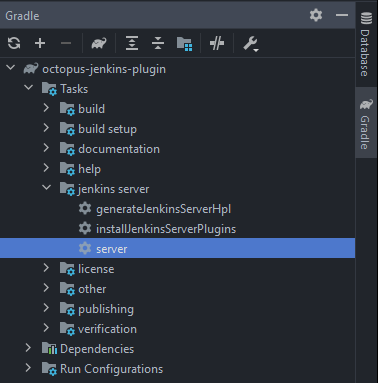 Gradle
octopus-jenkins-plugin
Tasks
build
build setup
documentation
help
jenkins server
generateJenkinsServerHpl
installJenkinsServerPlugins
server
license
other
publishing
verification
Dependencies
Run Configurations
Database
Gradle